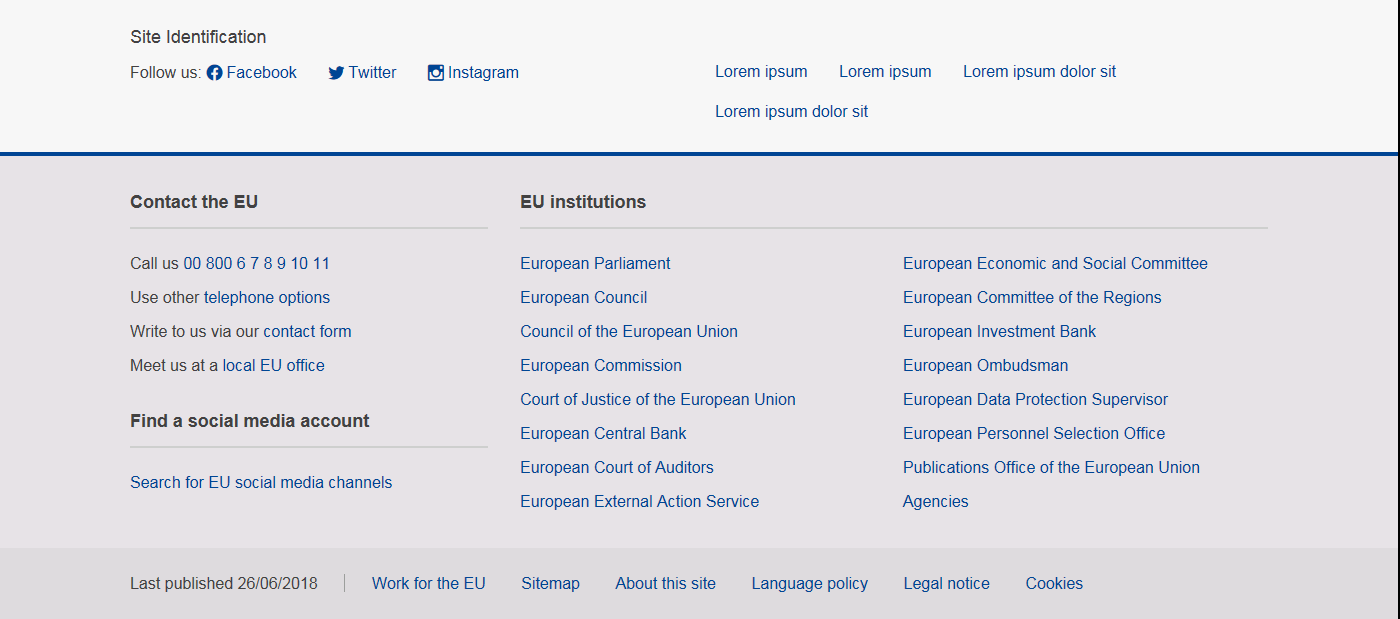 Site Identification
Follow us: Facebook Twitter Instagram
Lorem ipsum Lorem ipsum Lorem ipsum dolor sit
Lorem ipsum dolor sit
Contact the EU
Call us 00 800 6 7 8 9 10 11
Use other telephone options
Write to us via our contact form
Meet us at a local EU office
Find a social media account
Search for EU social media channels
EU institutions
European Parliament
European Council
Council of the European Union
European Commission
Court of Justice of the European Union
European Central Bank
European Court of Auditors
European External Action Service
European Economic and Social Committee
European Committee of the Regions
European Investment Bank
European Ombudsman
European Data Protection Supervisor
European Personnel Selection Office
Publications Office of the European Union
Agencies
Last published 26/06/2018 Work for the EU Sitemap About this site Language policy Legal notice Cookies